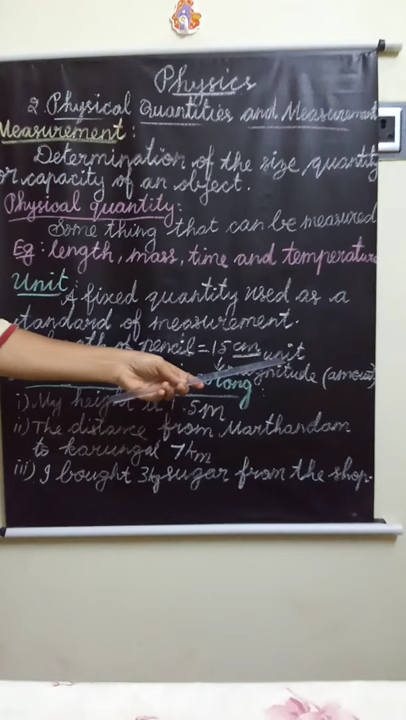 Physics
2. Physical Quantities and Measurement
Measurement:
Determination of the size, quantity
or capacity of an object.
Physical quantity:
Some thing that can be measured
Eg: length, mass, time and temperature
Unit:
A fixed quantity used as a
standard of measurement.
of pencil = 15 cm unit
(amount)
i) My height is 1.5m
ii) The distance from Marthandam
to karungal 7km
iii) I bought 3kg sugar from the shop.